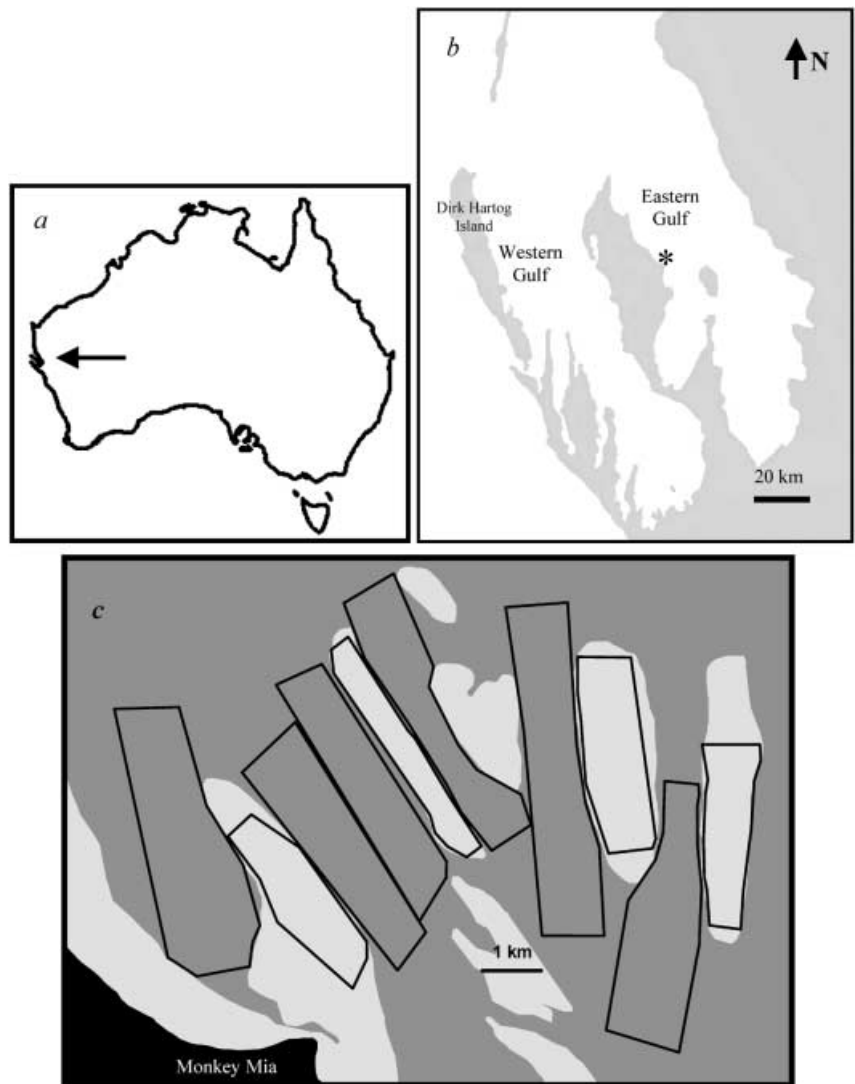 a
b
N
Dirk Hartog
Island
Western
Gulf
Eastern
Gulf
*
20 km
c
1 km
Monkey Mia